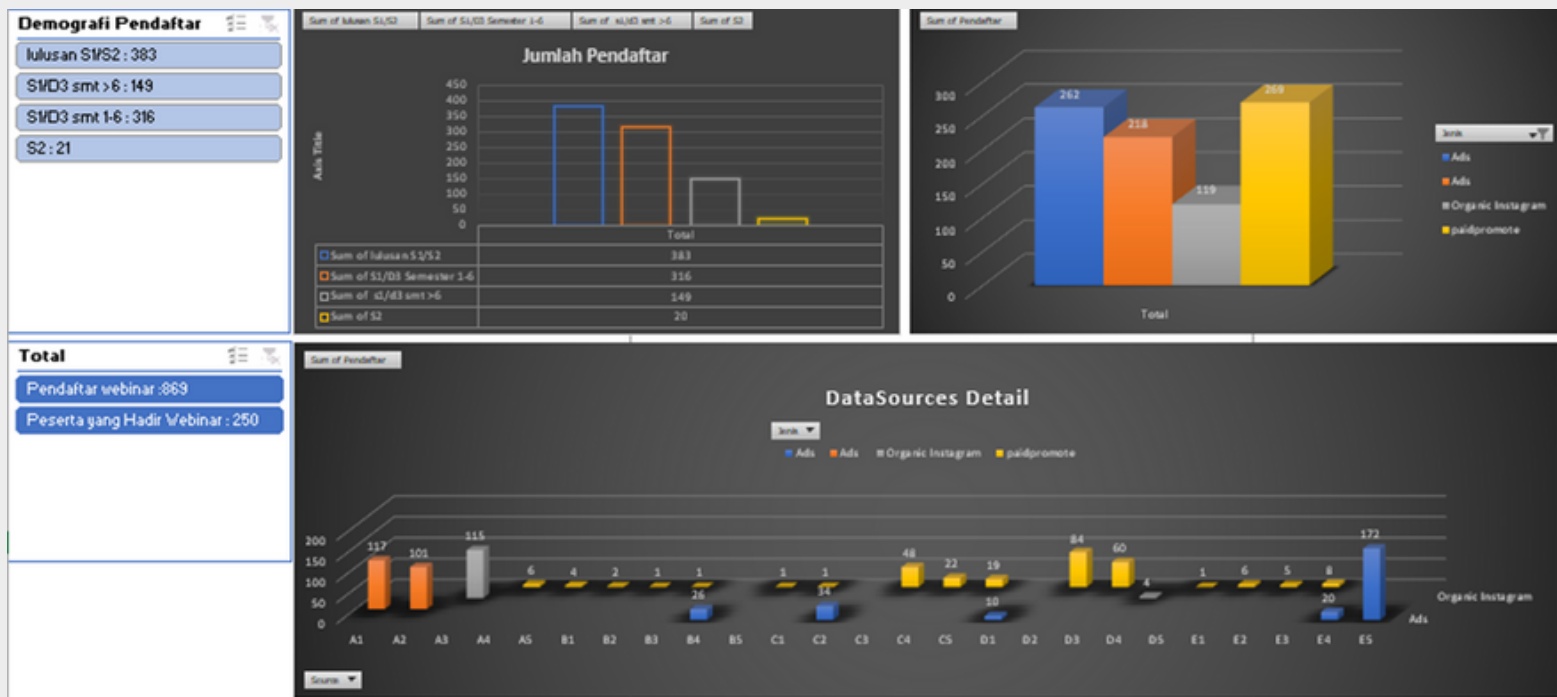 Demografi Pendaftar
lulusan S1/S2 : 383
S1/D3 smt >6 : 149
S1/D3 smt 1-6 : 316
S2 : 21
Total
Pendaftar webinar :869
Peserta yang Hadir Webinar : 250
Sum of lulusan S1/S2
Sum of S1/D3 Semester 1-6
Sum of s1/d3 smt >6
Sum of S2
Jumlah Pendaftar
Axis Title
450
400
350
300
250
200
150
100
50
0
Total
Sum of lulusan S1/S2 383
Sum of S1/D3 Semester 1-6 316
Sum of s1/d3 smt >6 149
Sum of S2 20
Sum of Pendaftar
300
250
200
150
100
50
0
262
218
119
269
Total
Jenis
Ads
Ads
Organic Instagram
paidpromote
Sum of Pendaftar
DataSources Detail
Jenis
Ads Ads Organic Instagram paidpromote
200
150
100
50
0
117 101 115 6 4 2 1 1 1 1 48 22 19 84 60 4 1 6 5 8 172
26 34 10 20
Organic Instagram
Ads
A1 A2 A3 A4 A5 B1 B2 B3 B4 B5 C1 C2 C3 C4 C5 D1 D2 D3 D4 D5 E1 E2 E3 E4 E5
Source